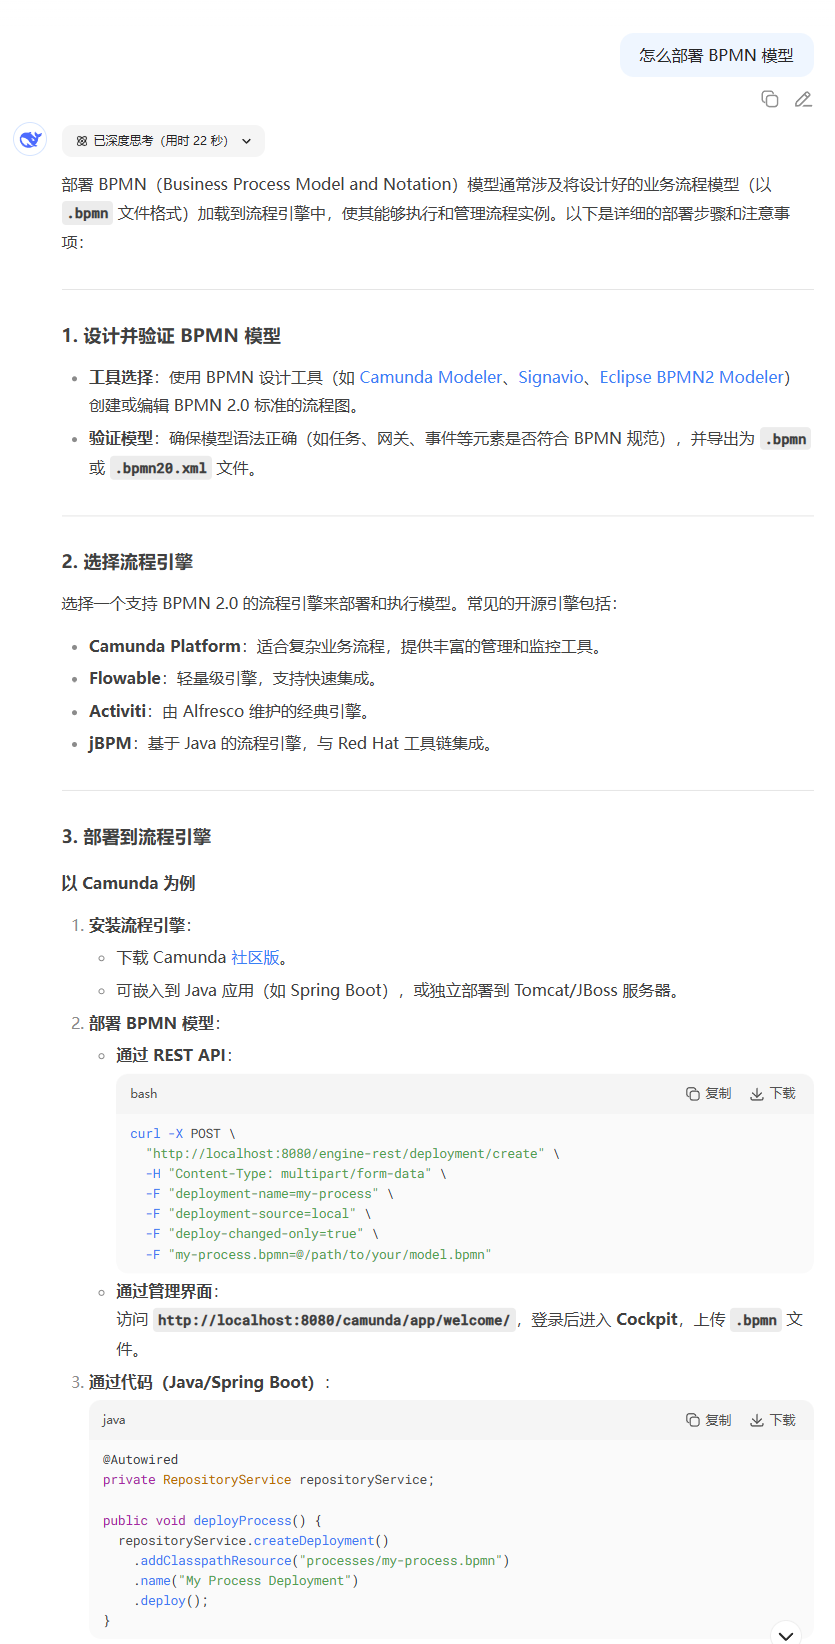 怎么部署 BPMN 模型
已深度思考（用时 22 秒）
部署 BPMN（Business Process Model and Notation）模型通常涉及将设计好的业务流程模型（以
.bpmn 文件格式）加载到流程引擎中，使其能够执行和管理流程实例。以下是详细的部署步骤和注意事
项：
1. 设计并验证 BPMN 模型
• 工具选择：使用 BPMN 设计工具（如 Camunda Modeler、Signavio、Eclipse BPMN2 Modeler）
创建或编辑 BPMN 2.0 标准的流程图。
• 验证模型：确保模型语法正确（如任务、网关、事件等元素是否符合 BPMN 规范），并导出为 .bpmn
或 .bpmn20.xml 文件。
2. 选择流程引擎
选择一个支持 BPMN 2.0 的流程引擎来部署和执行模型。常见的开源引擎包括：
• Camunda Platform：适合复杂业务流程，提供丰富的管理和监控工具。
• Flowable：轻量级引擎，支持快速集成。
• Activiti：由 Alfresco 维护的经典引擎。
• jBPM：基于 Java 的流程引擎，与 Red Hat 工具链集成。
3. 部署到流程引擎
以 Camunda 为例
1. 安装流程引擎：
◦ 下载 Camunda 社区版。
◦ 可嵌入到 Java 应用（如 Spring Boot），或独立部署到 Tomcat/JBoss 服务器。
2. 部署 BPMN 模型：
◦ 通过 REST API：
bash 复制 下载
curl -X POST \
"http://localhost:8080/engine-rest/deployment/create" \
-H "Content-Type: multipart/form-data" \
-F "deployment-name=my-process" \
-F "deployment-source=local" \
-F "deploy-changed-only=true" \
-F "my-process.bpmn=@/path/to/your/model.bpmn"
◦ 通过管理界面：
访问 http://localhost:8080/camunda/app/welcome/，登录后进入 Cockpit，上传 .bpmn 文
件。
3. 通过代码（Java/Spring Boot）：
java 复制 下载
@Autowired
private RepositoryService repositoryService;
public void deployProcess() {
repositoryService.createDeployment()
.addClasspathResource("processes/my-process.bpmn")
.name("My Process Deployment")
.deploy();
}